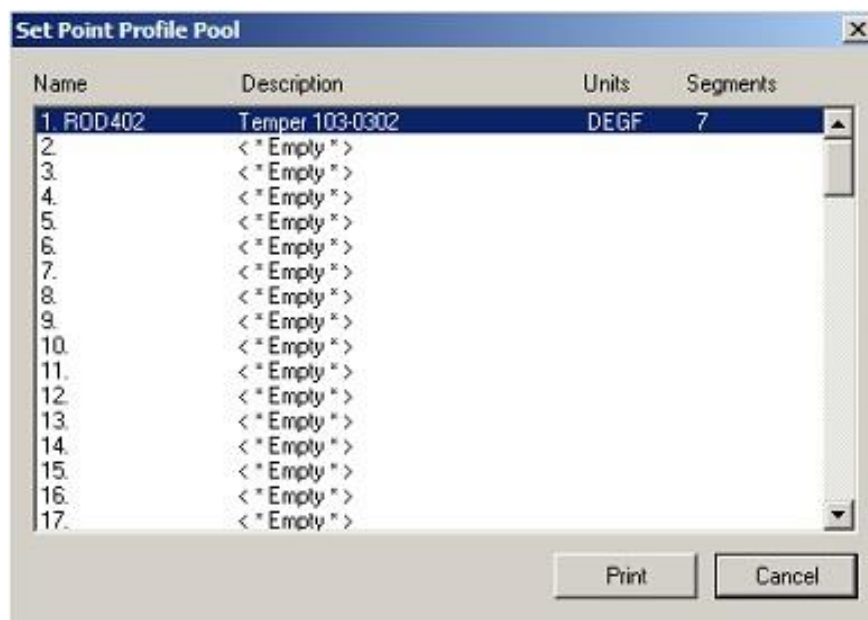 Set Point Profile Pool
Name Description Units Segments
1. ROD402 Temper 103-0302 DEGF 7
2. < * Empty * >
3. < * Empty * >
4. < * Empty * >
5. < * Empty * >
6. < * Empty * >
7. < * Empty * >
8. < * Empty * >
9. < * Empty * >
10. < * Empty * >
11. < * Empty * >
12. < * Empty * >
13. < * Empty * >
14. < * Empty * >
15. < * Empty * >
16. < * Empty * >
17. < * Empty * >
Print Cancel